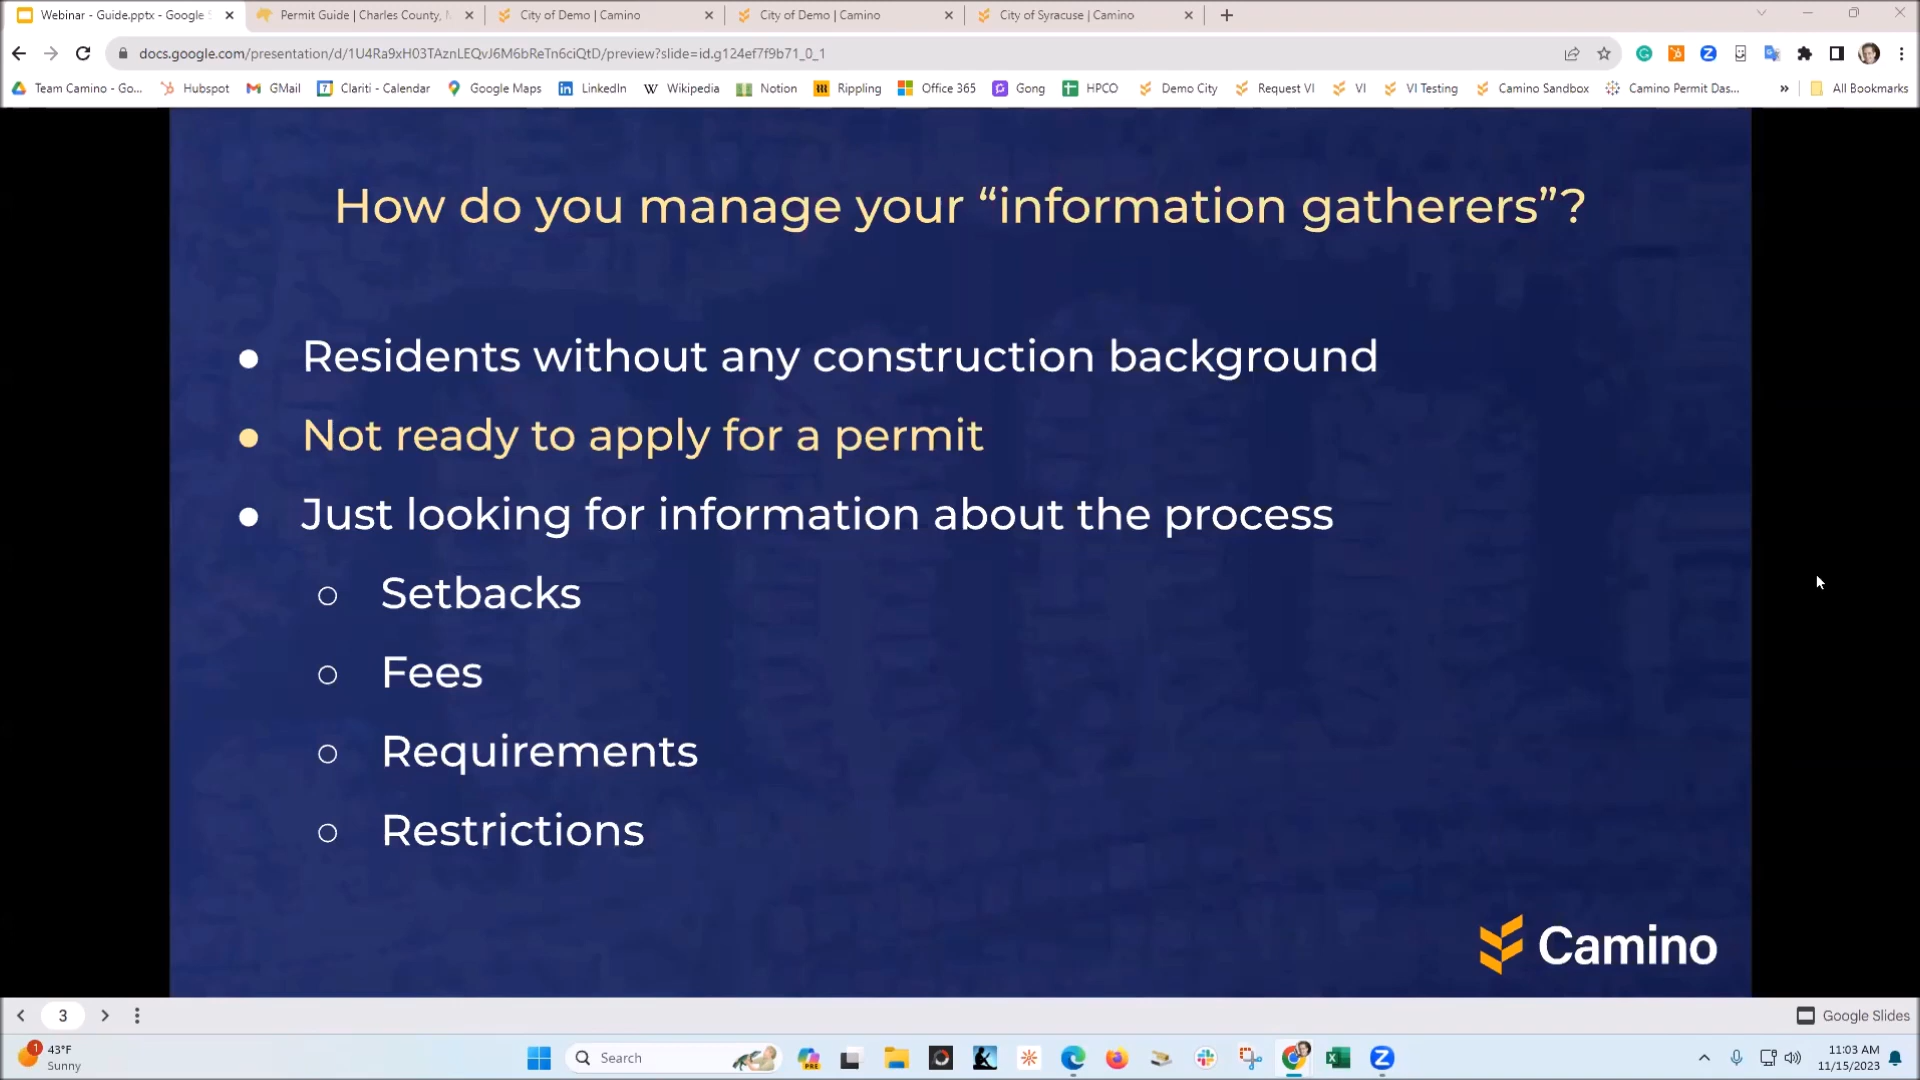 Webinar - Guide.pptx - Google S
Permit Guide | Charles County, M
City of Demo | Camino
City of Demo | Camino
City of Syracuse | Camino
docs.google.com/presentation/d/1U4Ra9xH03TAznLEQvJ6M6bReTn6ciQtD/preview?slide=id.g124ef7f9b71_0_1
Team Camino - Go...
Hubspot
GMail
Clariti - Calendar
Google Maps
LinkedIn
Wikipedia
Notion
Rippling
Office 365
Gong
HPCO
Demo City
Request VI
VI
VI Testing
Camino Sandbox
Camino Permit Das...
»
All Bookmarks
How do you manage your “information gatherers”?
● Residents without any construction background
● Not ready to apply for a permit
● Just looking for information about the process
○ Setbacks
○ Fees
○ Requirements
○ Restrictions
Camino
3
Google Slides
1
43°F
Sunny
Search
PRE
11:03 AM
11/15/2023